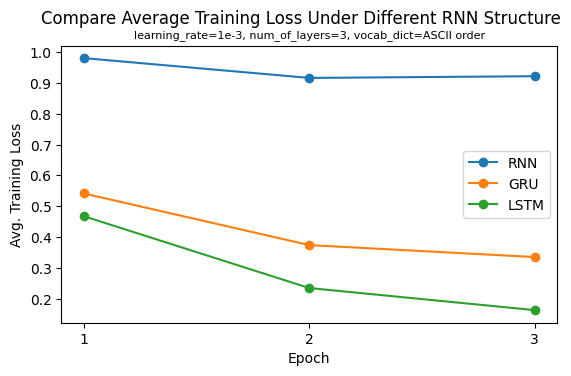 Compare Average Training Loss Under Different RNN Structure
learning_rate=1e-3, num_of_layers=3, vocab_dict=ASCII order
Avg. Training Loss
1.0
0.9
0.8
0.7
0.6
0.5
0.4
0.3
0.2
RNN
GRU
LSTM
1 2 3
Epoch